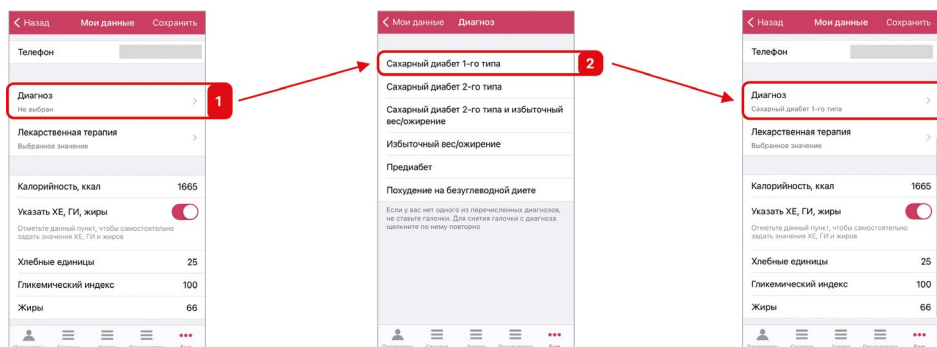 Назад Мои данные Сохранить
Телефон
Диагноз
Не выбран
1
Лекарственная терапия
Выбранное значение
Калорийность, ккал 1665
Указать ХЕ, ГИ, жиры
Отметьте данный пункт, чтобы самостоятельно
задать значения ХЕ, ГИ и жиров
Хлебные единицы 25
Гликемический индекс 100
Жиры 66
Мои данные Диагноз
Сахарный диабет 1-го типа
2
Сахарный диабет 2-го типа
Сахарный диабет 2-го типа и избыточный
вес/ожирение
Избыточный вес/ожирение
Предиабет
Похудение на безуглеводной диете
Если у вас нет одного из перечисленных диагнозов,
не ставьте галочки. Для снятия галочки с диагноза
щелкните по нему повторно
Назад Мои данные Сохранить
Телефон
Диагноз
Сахарный диабет 1-го типа
Лекарственная терапия
Выбранное значение
Калорийность, ккал 1665
Указать ХЕ, ГИ, жиры
Отметьте данный пункт, чтобы самостоятельно
задать значения ХЕ, ГИ и жиров
Хлебные единицы 25
Гликемический индекс 100
Жиры 66